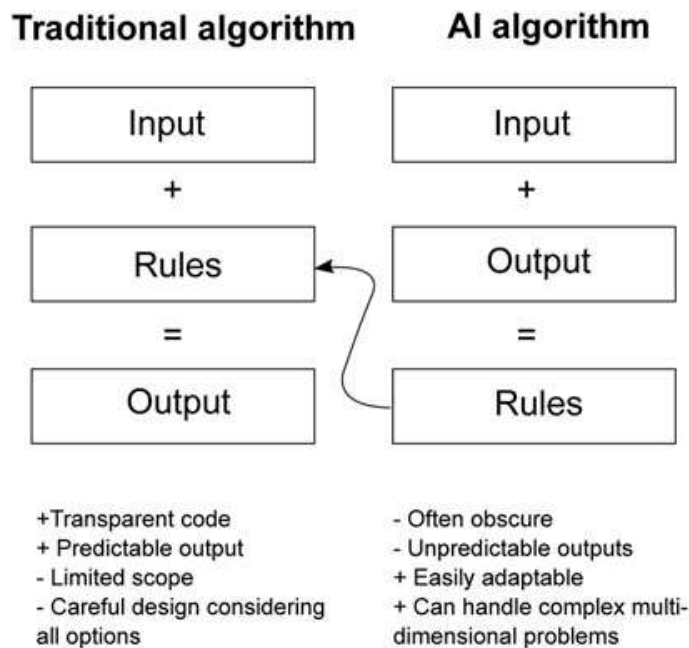 Traditional algorithm
Input
+
Rules
=
Output
+Transparent code
+ Predictable output
- Limited scope
- Careful design considering
all options
AI algorithm
Input
+
Output
=
Rules
- Often obscure
- Unpredictable outputs
+ Easily adaptable
+ Can handle complex multi-
dimensional problems